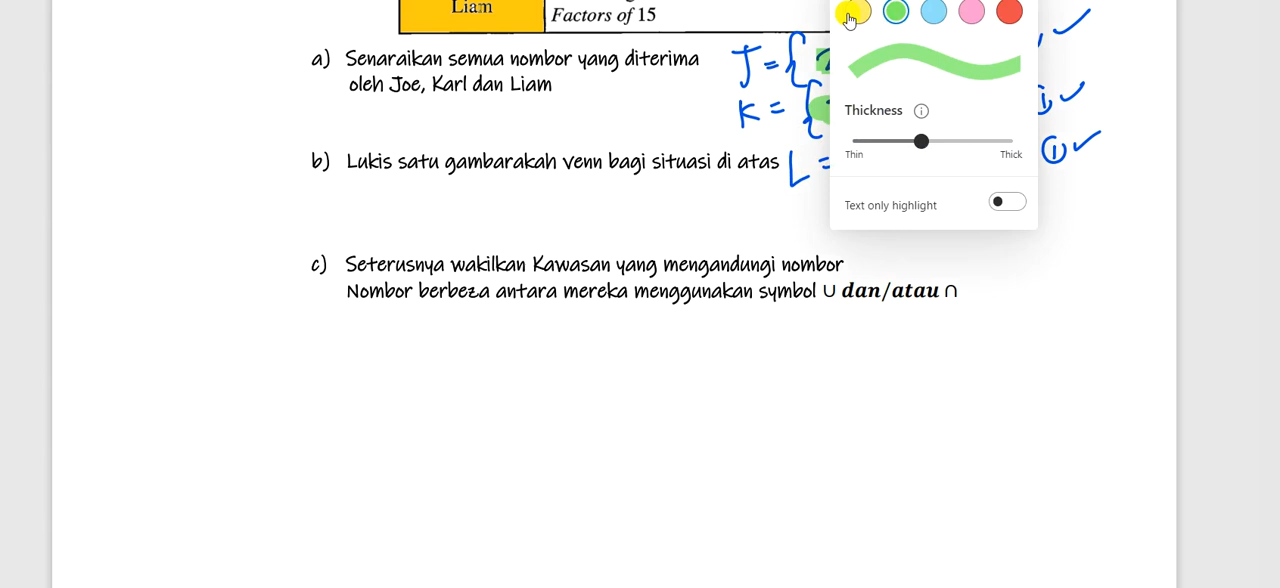 Liam
Factors of 15
a) Senaraikan semua nombor yang diterima
oleh Joe, Karl dan Liam
J = {
K = {
b) Lukis satu gambarakah venn bagi situasi di atas
L =
c) Seterusnya wakilkan Kawasan yang mengandungi nombor
Nombor berbeza antara mereka menggunakan symbol ∪ dan/atau ∩
Thickness
Thin
Thick
Text only highlight